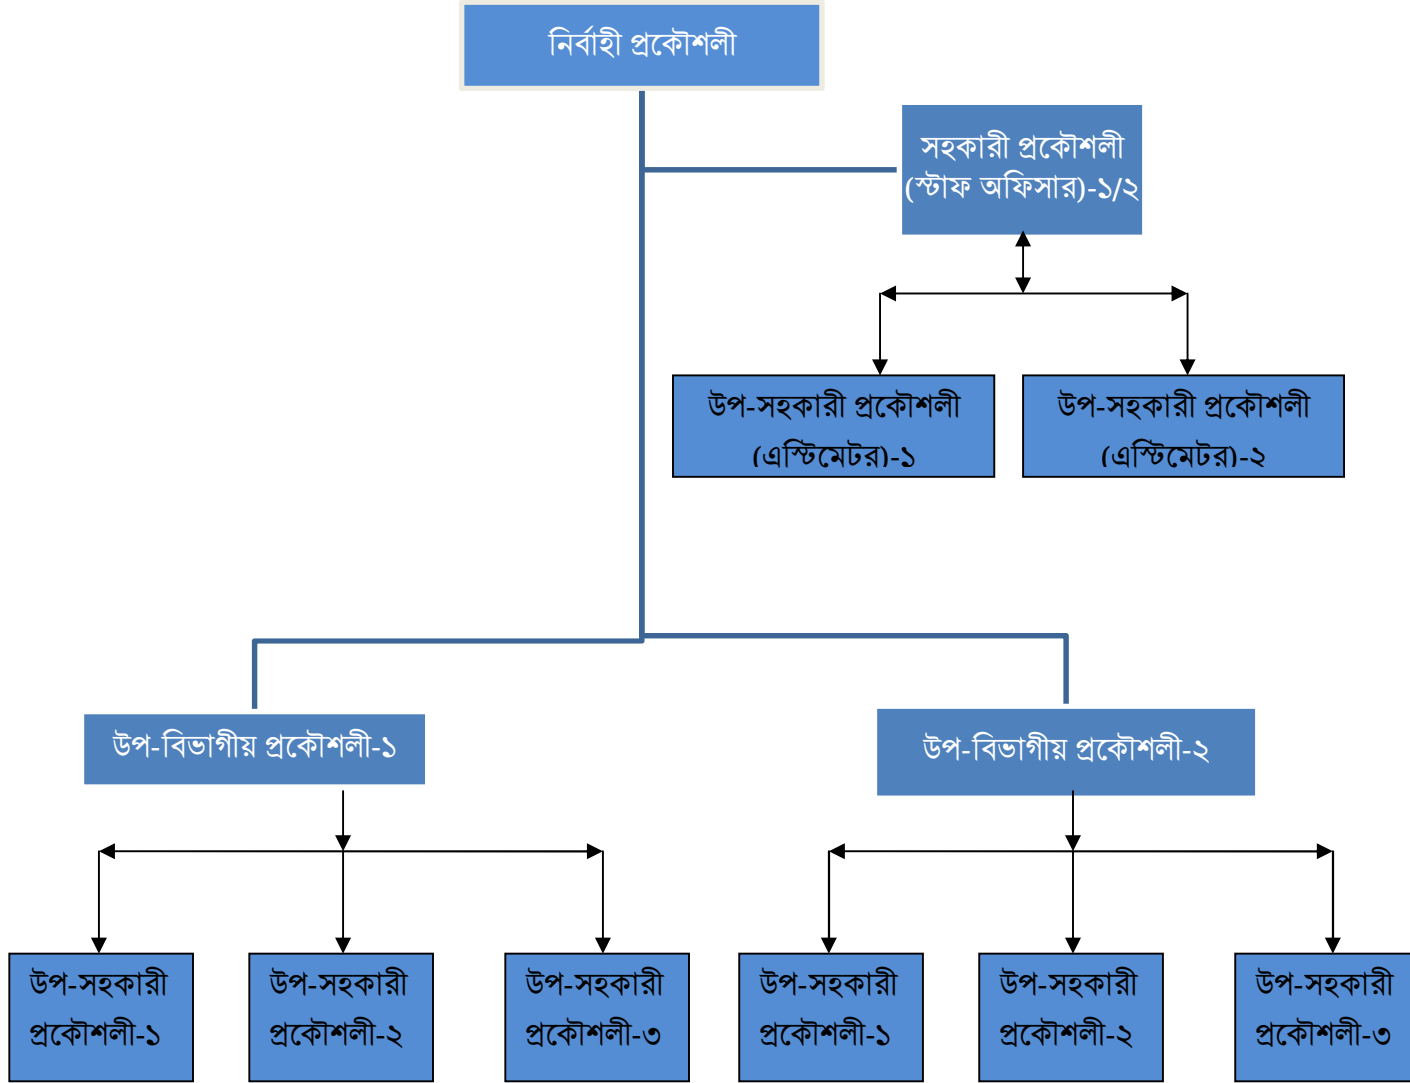 নির্বাহী প্রকৌশলী
সহকারী প্রকৌশলী
(স্টাফ অফিসার)-১/২
উপ-সহকারী প্রকৌশলী
(এস্টিমেটর)-১
উপ-সহকারী প্রকৌশলী
(এস্টিমেটর)-২
উপ-বিভাগীয় প্রকৌশলী-১
উপ-বিভাগীয় প্রকৌশলী-২
উপ-সহকারী
প্রকৌশলী-১
উপ-সহকারী
প্রকৌশলী-২
উপ-সহকারী
প্রকৌশলী-৩
উপ-সহকারী
প্রকৌশলী-১
উপ-সহকারী
প্রকৌশলী-২
উপ-সহকারী
প্রকৌশলী-৩